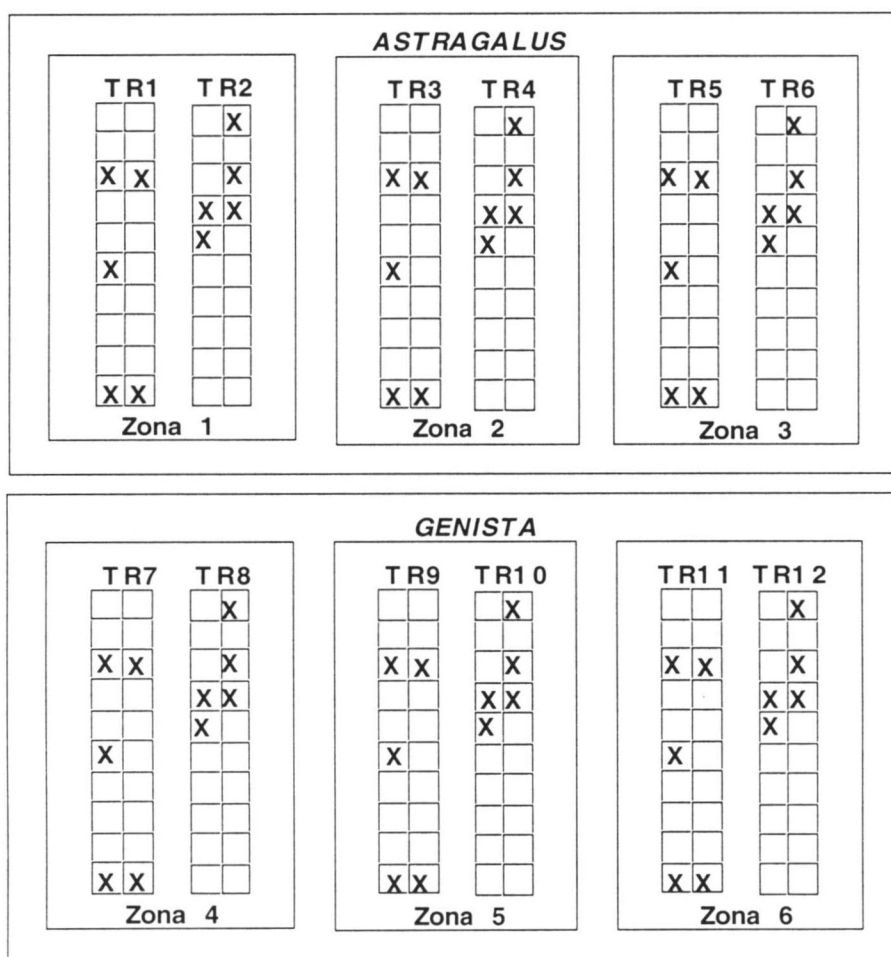 ASTRAGALUS
TR1 TR2 TR3 TR4 TR5 TR6
X X X
X X X X X X X X X
X X X X X X
X X X
X X X
X X X X X X
Zona 1 Zona 2 Zona 3
GENISTA
TR7 TR8 TR9 TR10 TR11 TR12
X X X
X X X X X X X X X
X X X X X X
X X X
X X X
X X X X X X
Zona 4 Zona 5 Zona 6